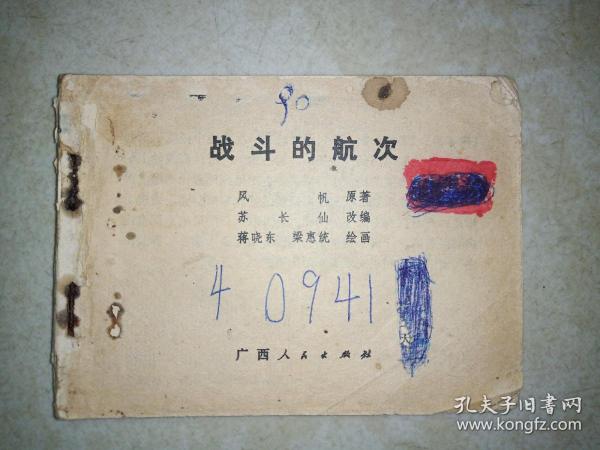 90
战斗的航次
风 帆 原著
苏长仙 改编
蒋晓东 梁惠统 绘画
4 0941
广西人民出版社
孔夫子旧书网
www.kongfz.com